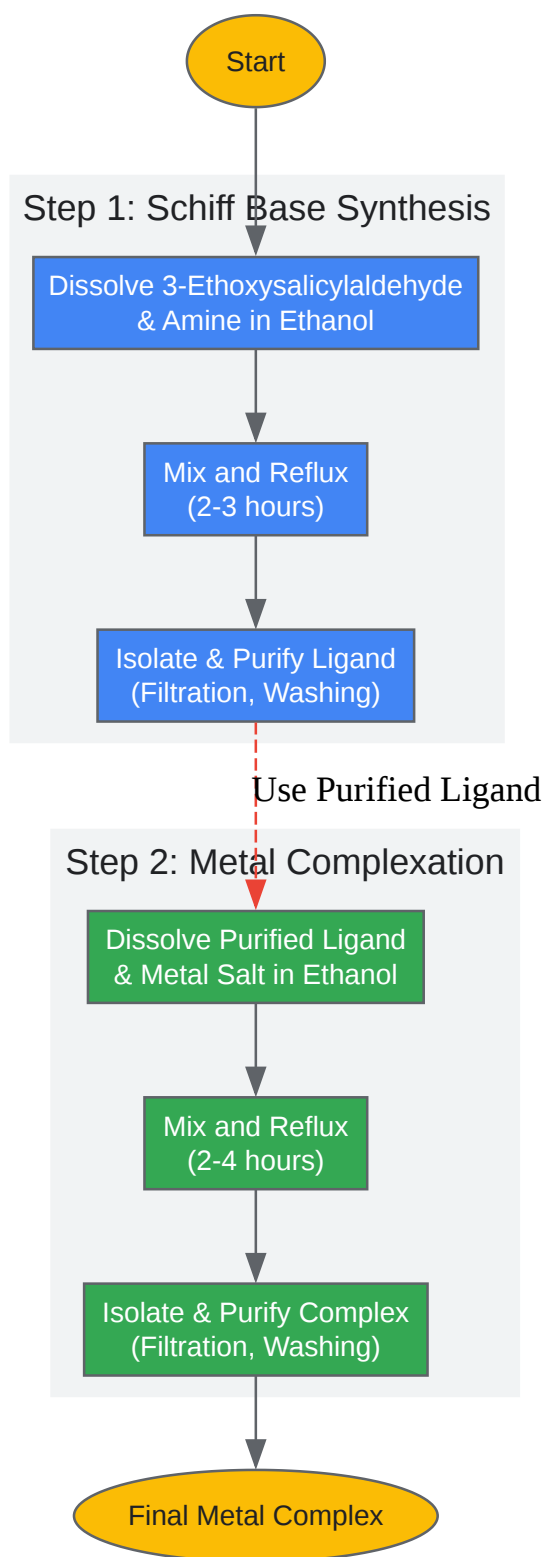 Start
Step 1: Schiff Base Synthesis
Dissolve 3-Ethoxysalicylaldehyde
& Amine in Ethanol
Mix and Reflux
(2-3 hours)
Isolate & Purify Ligand
(Filtration, Washing)
Use Purified Ligand
Step 2: Metal Complexation
Dissolve Purified Ligand
& Metal Salt in Ethanol
Mix and Reflux
(2-4 hours)
Isolate & Purify Complex
(Filtration, Washing)
Final Metal Complex